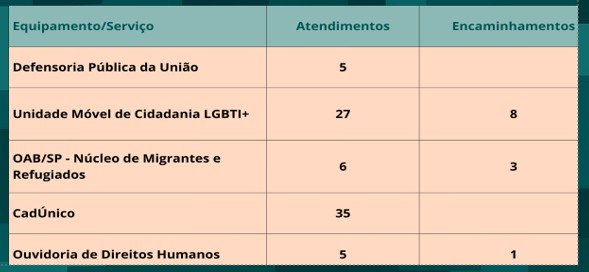 Equipamento/Serviço Atendimentos Encaminhamentos
Defensoria Pública da União 5
Unidade Móvel de Cidadania LGBTI+ 27 8
OAB/SP - Núcleo de Migrantes e
Refugiados 6 3
CadÚnico 35
Ouvidoria de Direitos Humanos 5 1